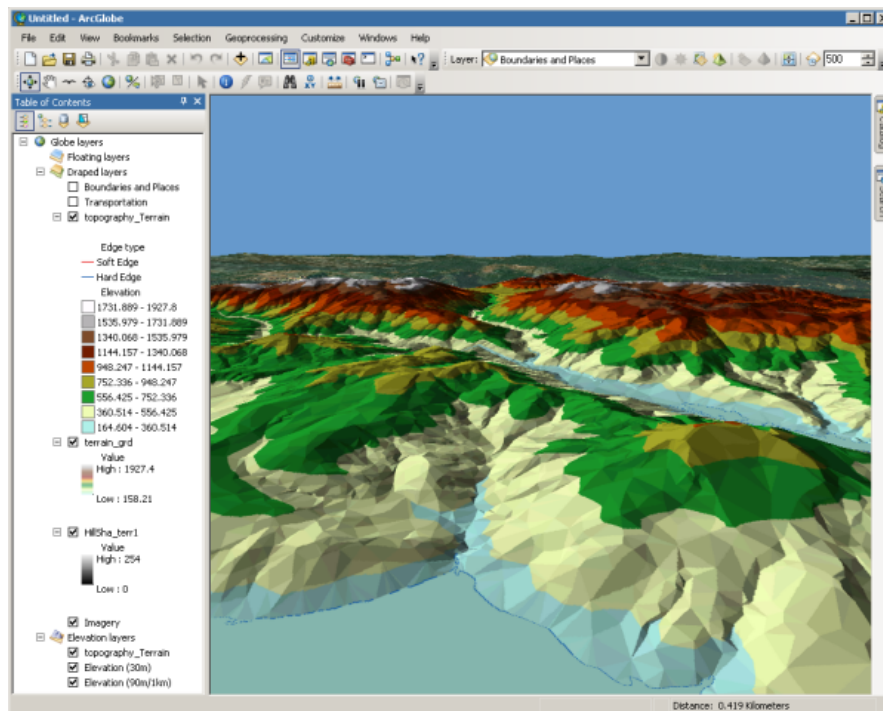 Untitled - ArcGlobe
File Edit View Bookmarks Selection Geoprocessing Customize Windows Help
Layer: Boundaries and Places 500
Table of Contents
Globe layers
Floating layers
Draped layers
Boundaries and Places
Transportation
topography_Terrain
Edge type
Soft Edge
Hard Edge
Elevation
1731.889 - 1927.8
1535.979 - 1731.889
1340.068 - 1535.979
1144.157 - 1340.068
948.247 - 1144.157
752.336 - 948.247
556.425 - 752.336
360.514 - 556.425
164.604 - 360.514
terrain_grd
Value
High : 1927.4
Low : 158.21
HillSha_terr1
Value
High : 254
Low : 0
Imagery
Elevation layers
topography_Terrain
Elevation (30m)
Elevation (90m/1km)
Distance: 0.419 Kilometers